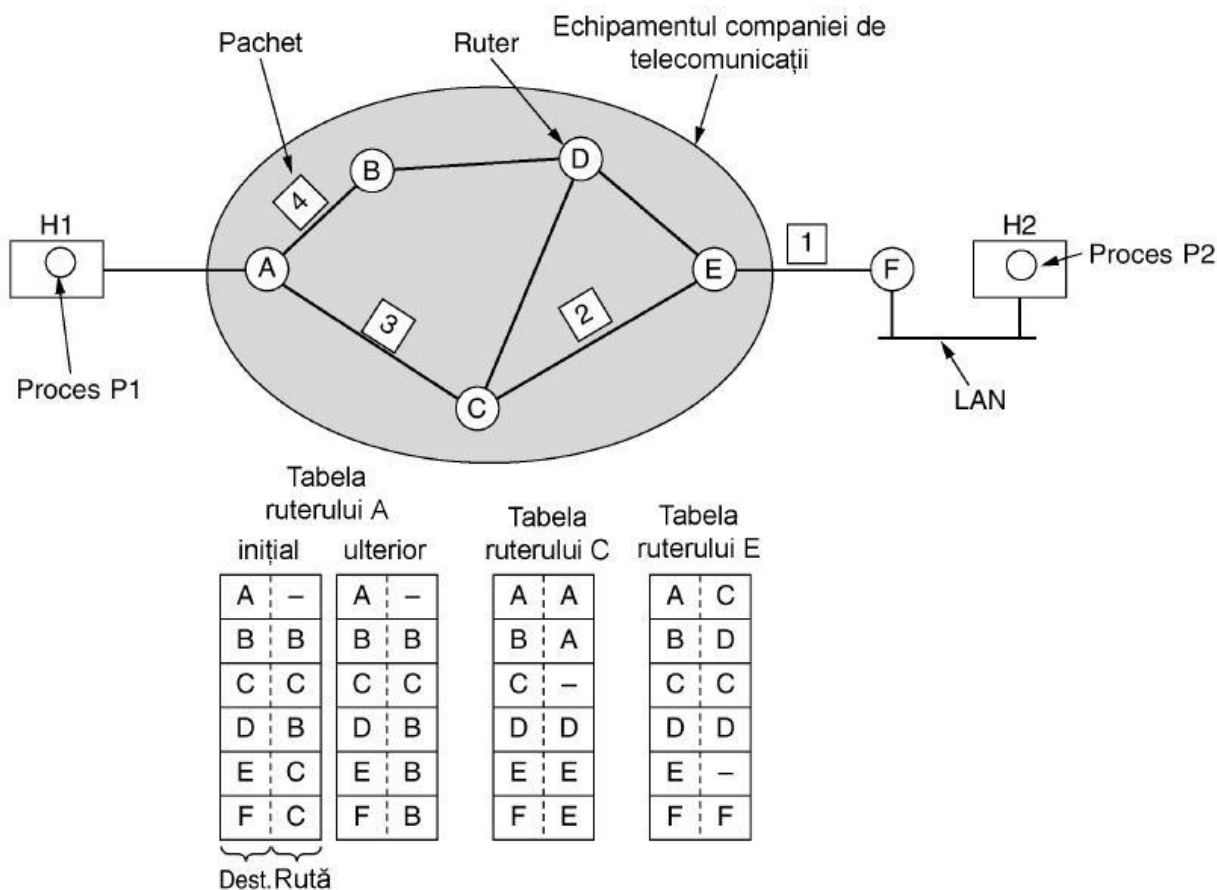 Echipamentul companiei de
telecomunicații
Pachet
Ruter
B
D
4
H1
A
E
1
F
H2
Proces P2
3
2
Proces P1
C
LAN
Tabela
ruterului A
inițial ulterior
Tabela
ruterului C
Tabela
ruterului E
A – A – A A A C
B B B B B A B D
C C C C C – C C
D B D B D D D D
E C E B E E E –
F C F B F E F F
Dest. Rută